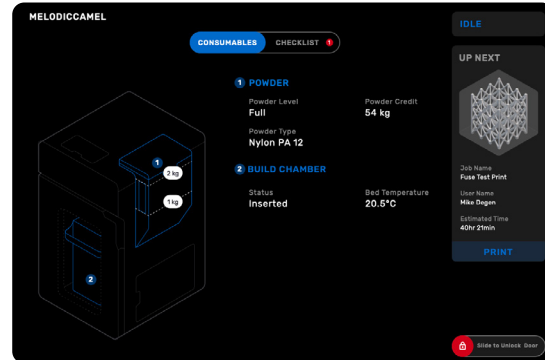 MELODICCAMEL
CONSUMABLES
CHECKLIST 1
1 POWDER
Powder Level
Full
Powder Credit
54 kg
Powder Type
Nylon PA 12
2 BUILD CHAMBER
Status
Inserted
Bed Temperature
20.5°C
1
2 kg
1 kg
2
IDLE
UP NEXT
Job Name
Fuse Test Print
User Name
Mike Degen
Estimated Time
40hr 21min
PRINT
Slide to Unlock Door